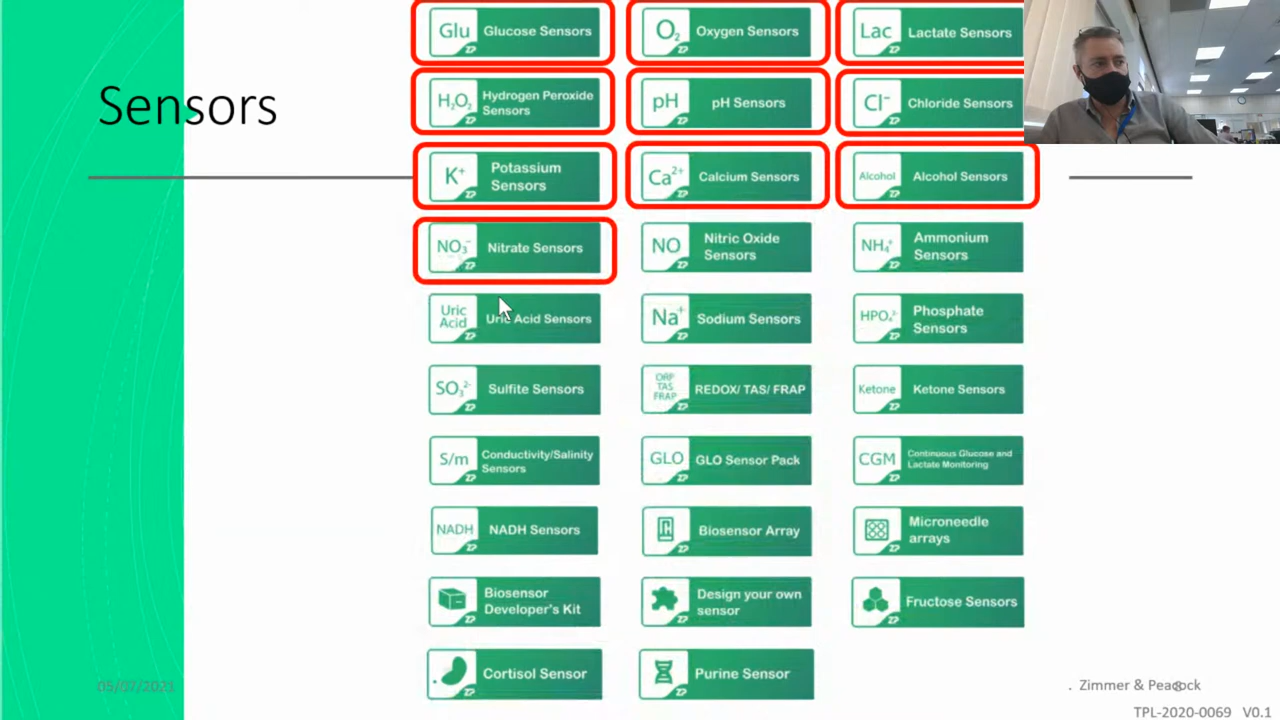 Sensors
Glu Glucose Sensors
O₂ Oxygen Sensors
Lac Lactate Sensors
H₂O₂ Hydrogen Peroxide
Sensors
pH pH Sensors
Cl⁻ Chloride Sensors
K⁺ Potassium
Sensors
Ca²⁺ Calcium Sensors
Alcohol Alcohol Sensors
NO₃⁻ Nitrate Sensors
NO Nitric Oxide
Sensors
NH₄⁺ Ammonium
Sensors
Uric
Acid Uric Acid Sensors
Na⁺ Sodium Sensors
HPO₄²⁻ Phosphate
Sensors
SO₃²⁻ Sulfite Sensors
ORP
TAS
FRAP REDOX/ TAS/ FRAP
Ketone Ketone Sensors
S/m Conductivity/Salinity
Sensors
GLO GLO Sensor Pack
CGM Continuous Glucose and
Lactate Monitoring
NADH NADH Sensors
Biosensor Array
Microneedle
arrays
Biosensor
Developer's Kit
Design your own
sensor
Fructose Sensors
Cortisol Sensor
Purine Sensor
05/07/2021
. Zimmer & Peacock
8
TPL-2020-0069 V0.1